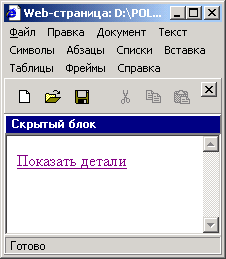 Web-страница: D:\POL...
Файл Правка Документ Текст
Символы Абзацы Списки Вставка
Таблицы Фреймы Справка
Скрытый блок
Показать детали
Готово